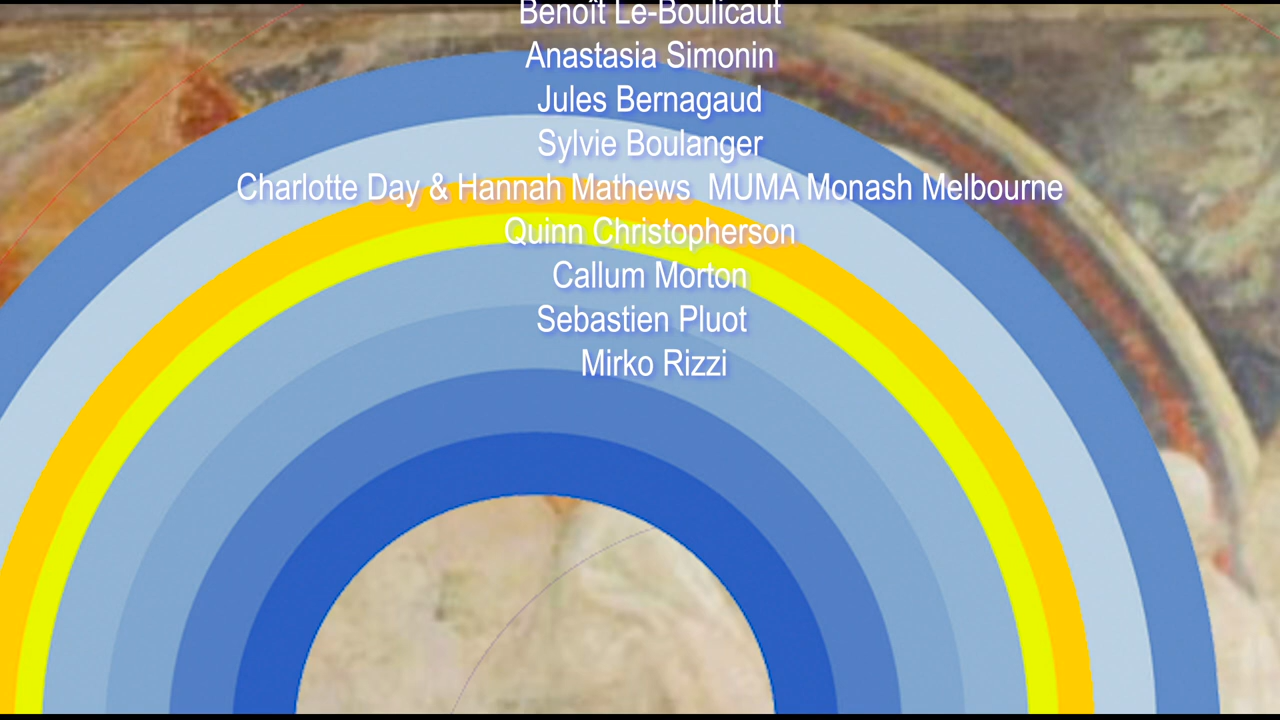 Benoît Le-Boulicaut
Anastasia Simonin
Jules Bernagaud
Sylvie Boulanger
Charlotte Day & Hannah Mathews  MUMA Monash Melbourne
Quinn Christopherson
Callum Morton
Sebastien Pluot
Mirko Rizzi